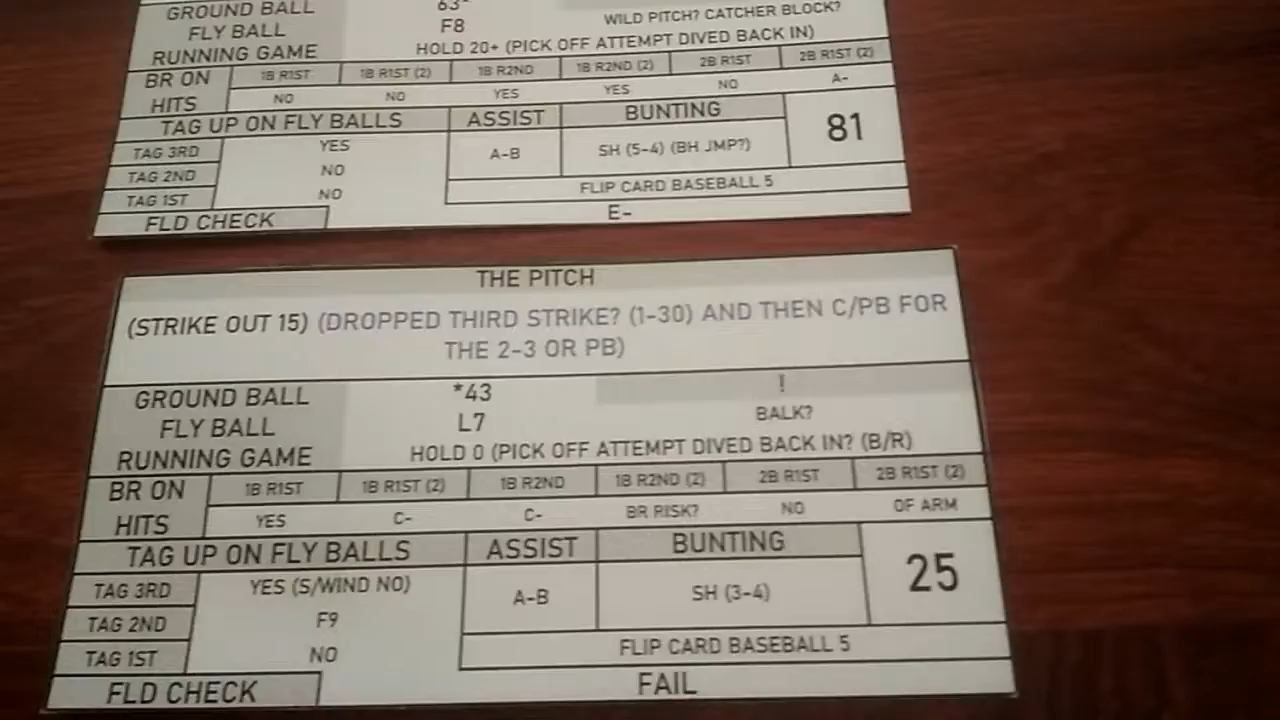 GROUND BALL 63-
WILD PITCH? CATCHER BLOCK?
FLY BALL F8
RUNNING GAME HOLD 20+ (PICK OFF ATTEMPT DIVED BACK IN)
BR ON HITS
1B R1ST 1B R1ST (2) 1B R2ND 1B R2ND (2) 2B R1ST 2B R1ST (2)
NO NO YES YES NO A-
TAG UP ON FLY BALLS ASSIST BUNTING
81
TAG 3RD YES
A-B SH (5-4) (BH JMP?)
TAG 2ND NO
TAG 1ST NO
FLIP CARD BASEBALL 5
FLD CHECK E-
THE PITCH
(STRIKE OUT 15) (DROPPED THIRD STRIKE? (1-30) AND THEN C/PB FOR
THE 2-3 OR PB)
GROUND BALL *43 !
FLY BALL L7 BALK?
RUNNING GAME HOLD 0 (PICK OFF ATTEMPT DIVED BACK IN? (B/R)
BR ON HITS
1B R1ST 1B R1ST (2) 1B R2ND 1B R2ND (2) 2B R1ST 2B R1ST (2)
YES C- C- BR RISK? NO OF ARM
TAG UP ON FLY BALLS ASSIST BUNTING
25
TAG 3RD YES (S/WIND NO)
A-B SH (3-4)
TAG 2ND F9
TAG 1ST NO
FLIP CARD BASEBALL 5
FLD CHECK FAIL